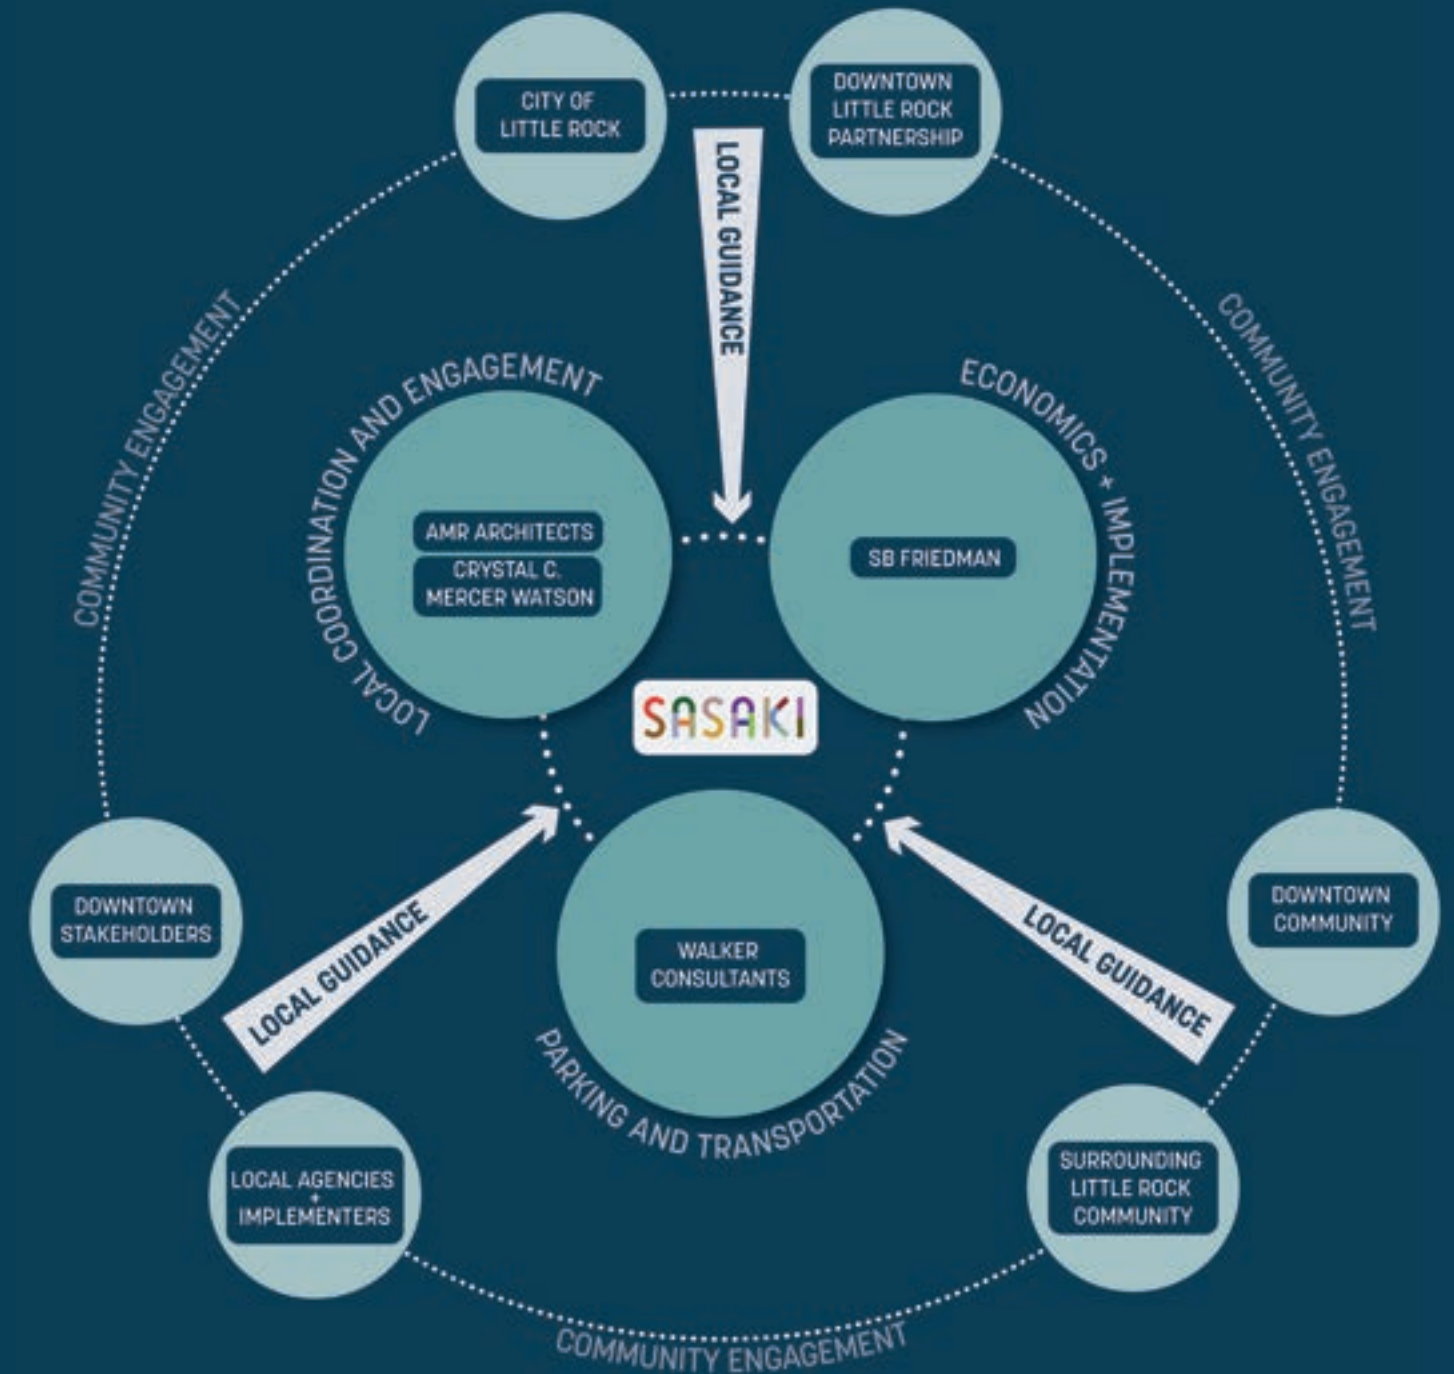 CITY OF
LITTLE ROCK
DOWNTOWN
LITTLE ROCK
PARTNERSHIP
LOCAL GUIDANCE
COMMUNITY ENGAGEMENT
COMMUNITY ENGAGEMENT
LOCAL COORDINATION AND ENGAGEMENT
AMR ARCHITECTS
CRYSTAL C.
MERCER WATSON
ECONOMICS + IMPLEMENTATION
SB FRIEDMAN
SASAKI
WALKER
CONSULTANTS
PARKING AND TRANSPORTATION
DOWNTOWN
STAKEHOLDERS
LOCAL GUIDANCE
LOCAL AGENCIES
+
IMPLEMENTERS
DOWNTOWN
COMMUNITY
LOCAL GUIDANCE
SURROUNDING
LITTLE ROCK
COMMUNITY
COMMUNITY ENGAGEMENT